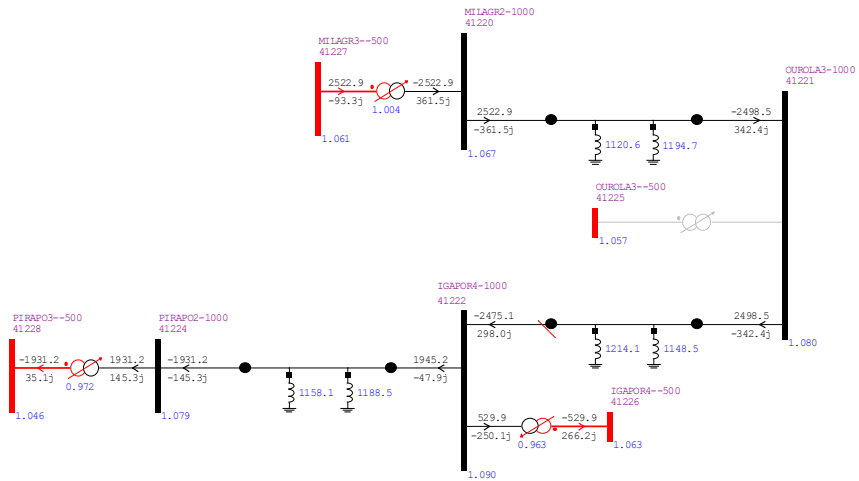 MILAGR2-1000
41220
MILAGR3--500
41227
2522.9
-93.3j
1.004
-2522.9
361.5j
1.061
1.067
2522.9
-361.5j
1120.6
1194.7
-2498.5
342.4j
OUROLA3-1000
41221
OUROLA3--500
41225
1.057
IGAPOR4-1000
41222
-2475.1
298.0j
1214.1
1148.5
2498.5
-342.4j
1.080
PIRAPO3--500
41228
-1931.2
35.1j
0.972
1931.2
145.3j
1.046
PIRAPO2-1000
41224
-1931.2
-145.3j
1158.1
1188.5
1945.2
-47.9j
1.079
IGAPOR4--500
41226
529.9
-250.1j
0.963
-529.9
266.2j
1.063
1.090